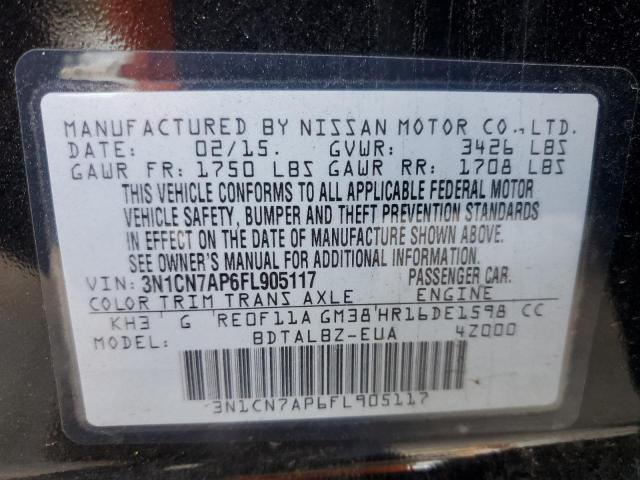 MANUFACTURED BY NISSAN MOTOR CO., LTD.
DATE: 02/15. GVWR: 3426 LBS
GAWR FR: 1750 LBS GAWR RR: 1708 LBS
THIS VEHICLE CONFORMS TO ALL APPLICABLE FEDERAL MOTOR
VEHICLE SAFETY, BUMPER AND THEFT PREVENTION STANDARDS
IN EFFECT ON THE DATE OF MANUFACTURE SHOWN ABOVE.
SEE OWNER'S MANUAL FOR ADDITIONAL INFORMATION.
VIN: 3N1CN7AP6FL905117 PASSENGER CAR.
COLOR TRIM TRANS AXLE ENGINE
KH3 G RE0F11A GM38 HR16DE1598 CC
MODEL: BDTALBZ-EUA 4Z000
3N1CN7AP6FL905117